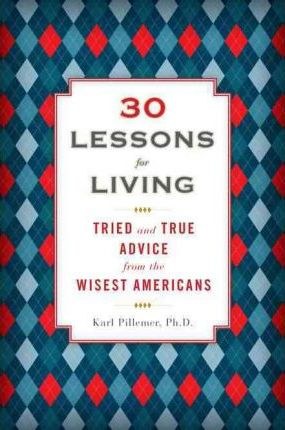 30
LESSONS
for
LIVING
TRIED and TRUE
ADVICE
from the
WISEST AMERICANS
Karl Pillemer, Ph.D.